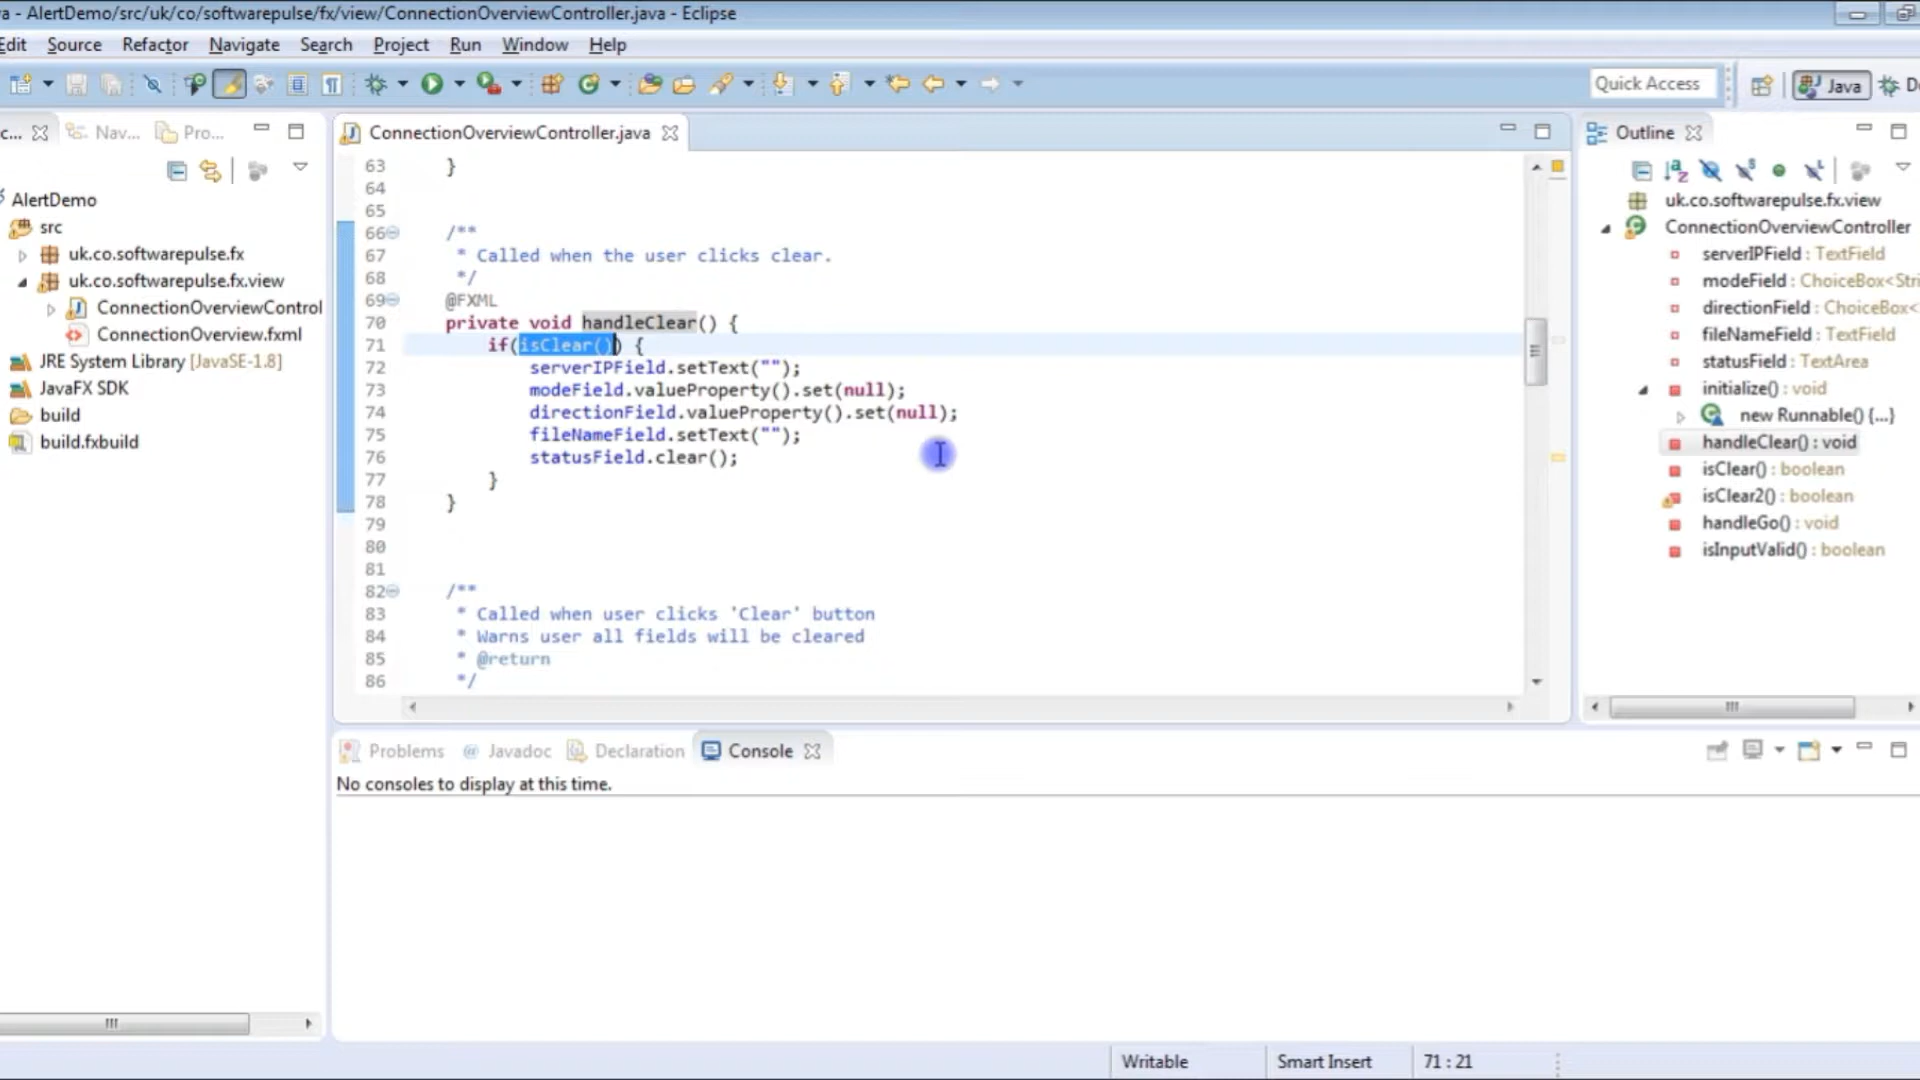 a - AlertDemo/src/uk/co/softwarepulse/fx/view/ConnectionOverviewController.java - Eclipse
Edit Source Refactor Navigate Search Project Run Window Help
Quick Access
Java
c... Nav... Pro...
AlertDemo
src
uk.co.softwarepulse.fx
uk.co.softwarepulse.fx.view
ConnectionOverviewControl
ConnectionOverview.fxml
JRE System Library [JavaSE-1.8]
JavaFX SDK
build
build.fxbuild
ConnectionOverviewController.java
63 }
64
65
66 /**
67 * Called when the user clicks clear.
68 */
69 @FXML
70 private void handleClear() {
71 if(isClear()) {
72 serverIPField.setText("");
73 modeField.valueProperty().set(null);
74 directionField.valueProperty().set(null);
75 fileNameField.setText("");
76 statusField.clear();
77 }
78 }
79
80
81
82 /**
83 * Called when user clicks 'Clear' button
84 * Warns user all fields will be cleared
85 * @return
86 */
Outline
uk.co.softwarepulse.fx.view
ConnectionOverviewController
serverIPField : TextField
modeField : ChoiceBox<Stri
directionField : ChoiceBox<
fileNameField : TextField
statusField : TextArea
initialize() : void
new Runnable() {...}
handleClear() : void
isClear() : boolean
isClear2() : boolean
handleGo() : void
isInputValid() : boolean
Problems @ Javadoc Declaration Console
No consoles to display at this time.
Writable Smart Insert 71 : 21